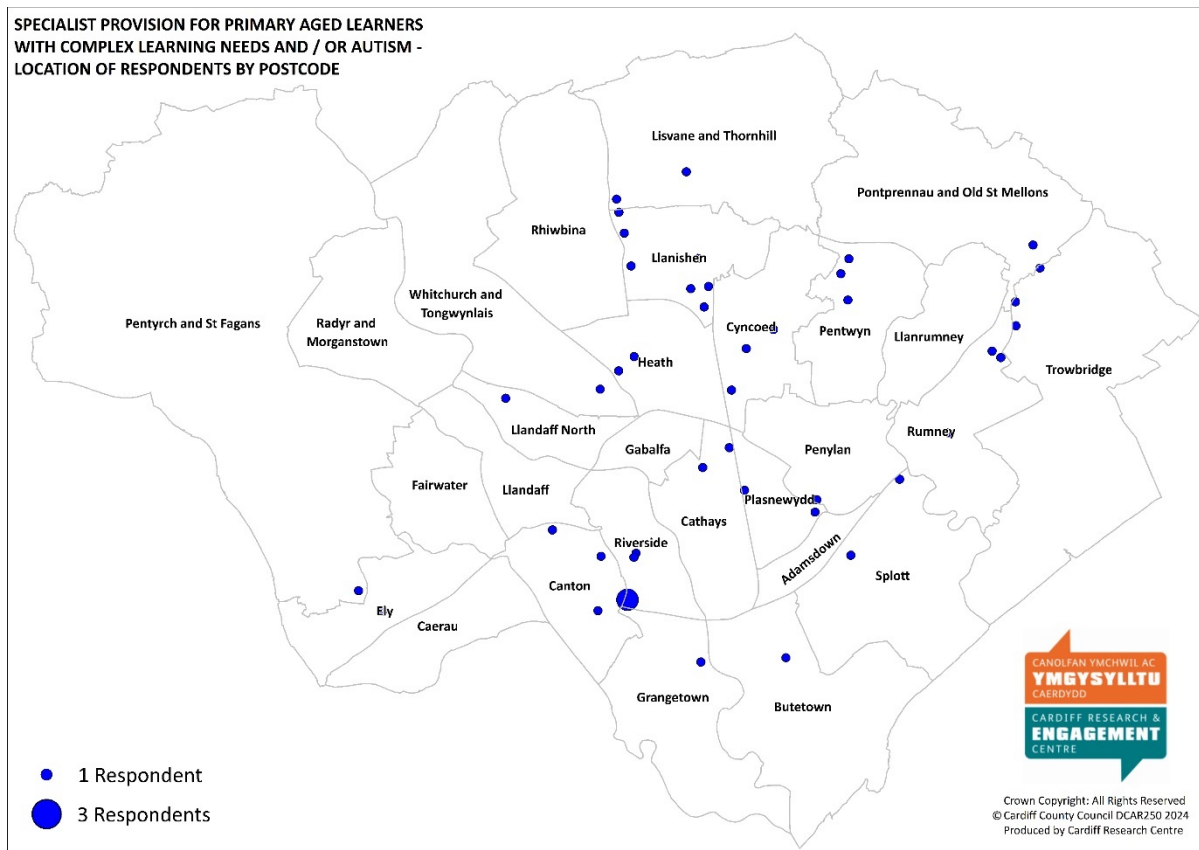 SPECIALIST PROVISION FOR PRIMARY AGED LEARNERS
WITH COMPLEX LEARNING NEEDS AND / OR AUTISM -
LOCATION OF RESPONDENTS BY POSTCODE
Lisvane and Thornhill
Pontprennau and Old St Mellons
Rhiwbina
Llanishen
Whitchurch and
Tongwynlais
Pentyrch and St Fagans
Radyr and
Morganstown
Cyncoed
Pentwyn
Llanrumney
Heath
Trowbridge
Llandaff North
Rumney
Gabalfa
Penylan
Fairwater
Llandaff
Plasnewydd
Cathays
Riverside
Adamsdown
Splott
Canton
Ely
Caerau
Grangetown
Butetown
CANOLFAN YMCHWIL AC
YMGYSYLLTU
CAERDYDD
CARDIFF RESEARCH &
ENGAGEMENT
CENTRE
1 Respondent
3 Respondents
Crown Copyright: All Rights Reserved
© Cardiff County Council DCAR250 2024
Produced by Cardiff Research Centre